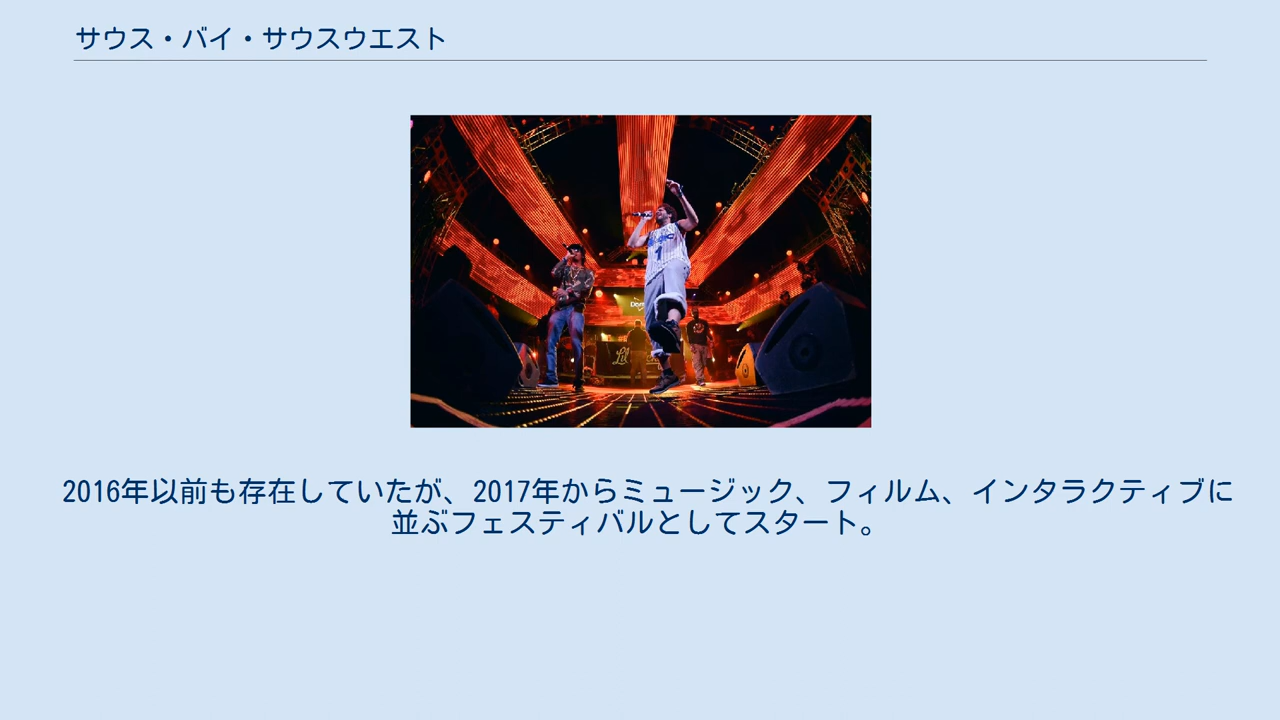 サウス・バイ・サウスウエスト
2016年以前も存在していたが、2017年からミュージック、フィルム、インタラクティブに
並ぶフェスティバルとしてスタート。